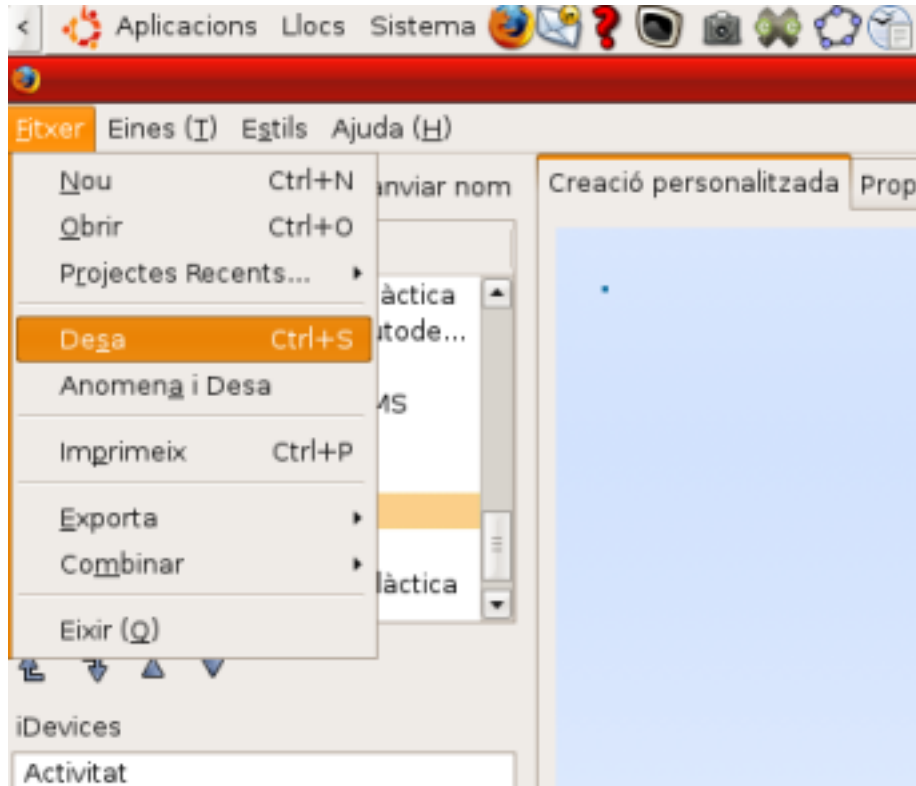 < Aplicacions Llocs Sistema
Fitxer Eines (T) Estils Ajuda (H)
Nou Ctrl+N
Obrir Ctrl+O
Projectes Recents...
Desa Ctrl+S
Anomena i Desa
Imprimeix Ctrl+P
Exporta
Combinar
Eixir (Q)
anviar nom
àctica
utode...
MS
dàctica
Creació personalitzada Prop
iDevices
Activitat